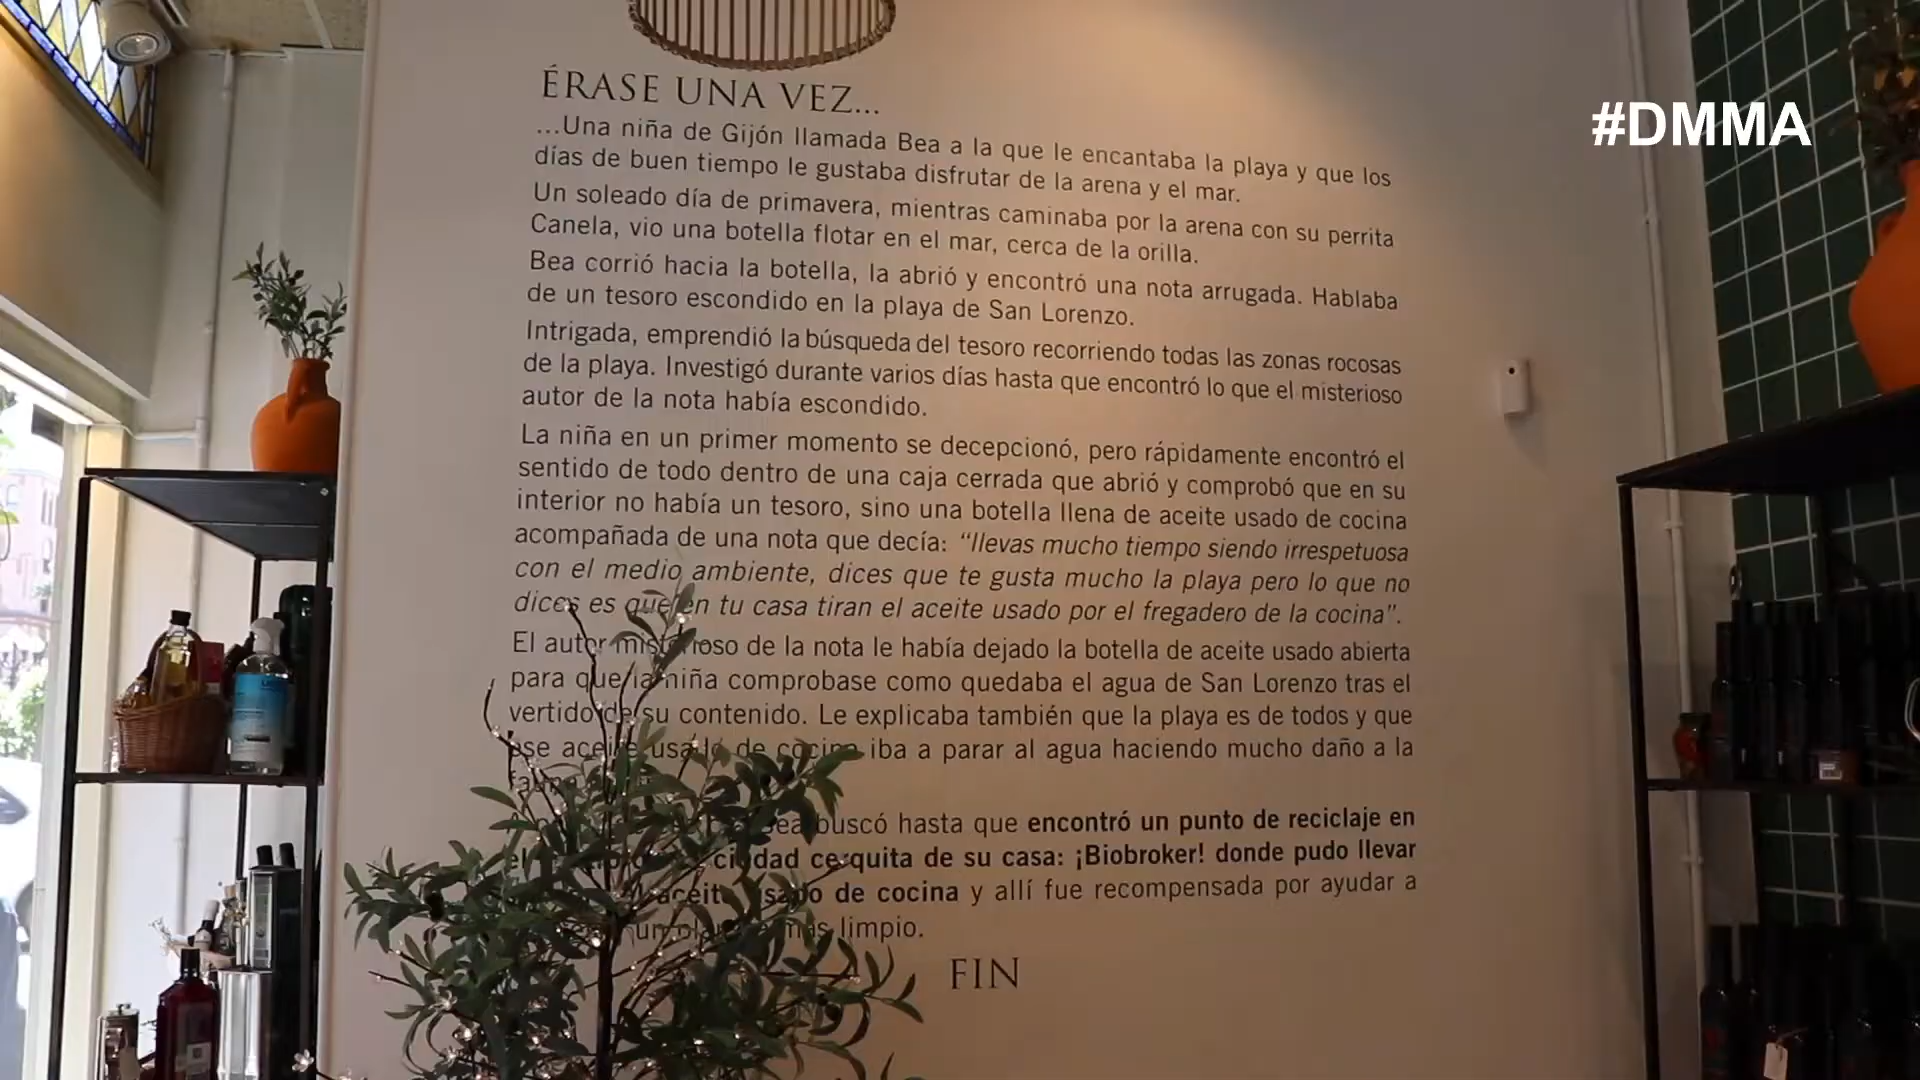 #DMMA
ÉRASE UNA VEZ...
...Una niña de Gijón llamada Bea a la que le encantaba la playa y que los
días de buen tiempo le gustaba disfrutar de la arena y el mar.
Un soleado día de primavera, mientras caminaba por la arena con su perrita
Canela, vio una botella flotar en el mar, cerca de la orilla.
Bea corrió hacia la botella, la abrió y encontró una nota arrugada. Hablaba
de un tesoro escondido en la playa de San Lorenzo.
Intrigada, emprendió la búsqueda del tesoro recorriendo todas las zonas rocosas
de la playa. Investigó durante varios días hasta que encontró lo que el misterioso
autor de la nota había escondido.
La niña en un primer momento se decepcionó, pero rápidamente encontró el
sentido de todo dentro de una caja cerrada que abrió y comprobó que en su
interior no había un tesoro, sino una botella llena de aceite usado de cocina
acompañada de una nota que decía: "llevas mucho tiempo siendo irrespetuosa
con el medio ambiente, dices que te gusta mucho la playa pero lo que no
dices es que en tu casa tiran el aceite usado por el fregadero de la cocina".
El autor misterioso de la nota le había dejado la botella de aceite usado abierta
para que la niña comprobase como quedaba el agua de San Lorenzo tras el
vertido de su contenido. Le explicaba también que la playa es de todos y que
ese aceite usado de cocina iba a parar al agua haciendo mucho daño a la
fauna
Bea buscó hasta que encontró un punto de reciclaje en
ciudad cerquita de su casa: ¡Biobroker! donde pudo llevar
aceite usado de cocina y allí fue recompensada por ayudar a
más limpio.
FIN